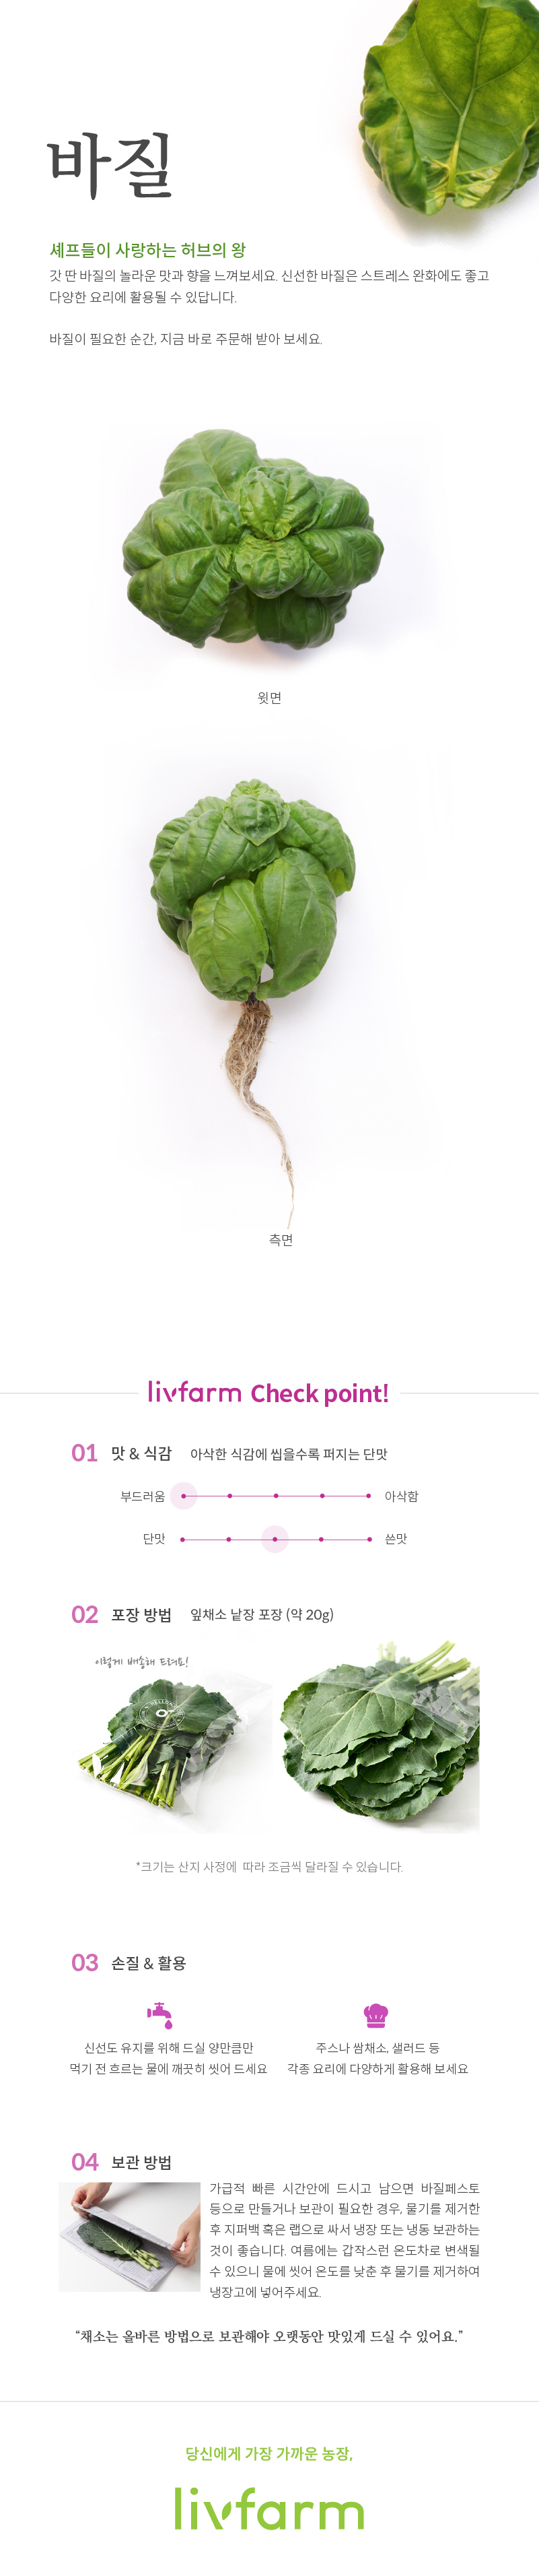 바질
셰프들이 사랑하는 허브의 왕
갓 딴 바질의 놀라운 맛과 향을 느껴보세요. 신선한 바질은 스트레스 완화에도 좋고
다양한 요리에 활용될 수 있답니다.
바질이 필요한 순간, 지금 바로 주문해 받아 보세요.
윗면
측면
livfarm Check point!
01 맛 & 식감 아삭한 식감에 씹을수록 퍼지는 단맛
부드러움 아삭함
단맛 쓴맛
02 포장 방법 잎채소 낱장 포장 (약 20g)
이렇게 배송해 드려요!
*크기는 산지 사정에 따라 조금씩 달라질 수 있습니다.
03 손질 & 활용
신선도 유지를 위해 드실 양만큼만
먹기 전 흐르는 물에 깨끗히 씻어 드세요
주스나 쌈채소, 샐러드 등
각종 요리에 다양하게 활용해 보세요
04 보관 방법
가급적 빠른 시간안에 드시고 남으면 바질페스토
등으로 만들거나 보관이 필요한 경우, 물기를 제거한
후 지퍼백 혹은 랩으로 싸서 냉장 또는 냉동 보관하는
것이 좋습니다. 여름에는 갑작스런 온도차로 변색될
수 있으니 물에 씻어 온도를 낮춘 후 물기를 제거하여
냉장고에 넣어주세요.
“채소는 올바른 방법으로 보관해야 오랫동안 맛있게 드실 수 있어요.”
당신에게 가장 가까운 농장,
livfarm